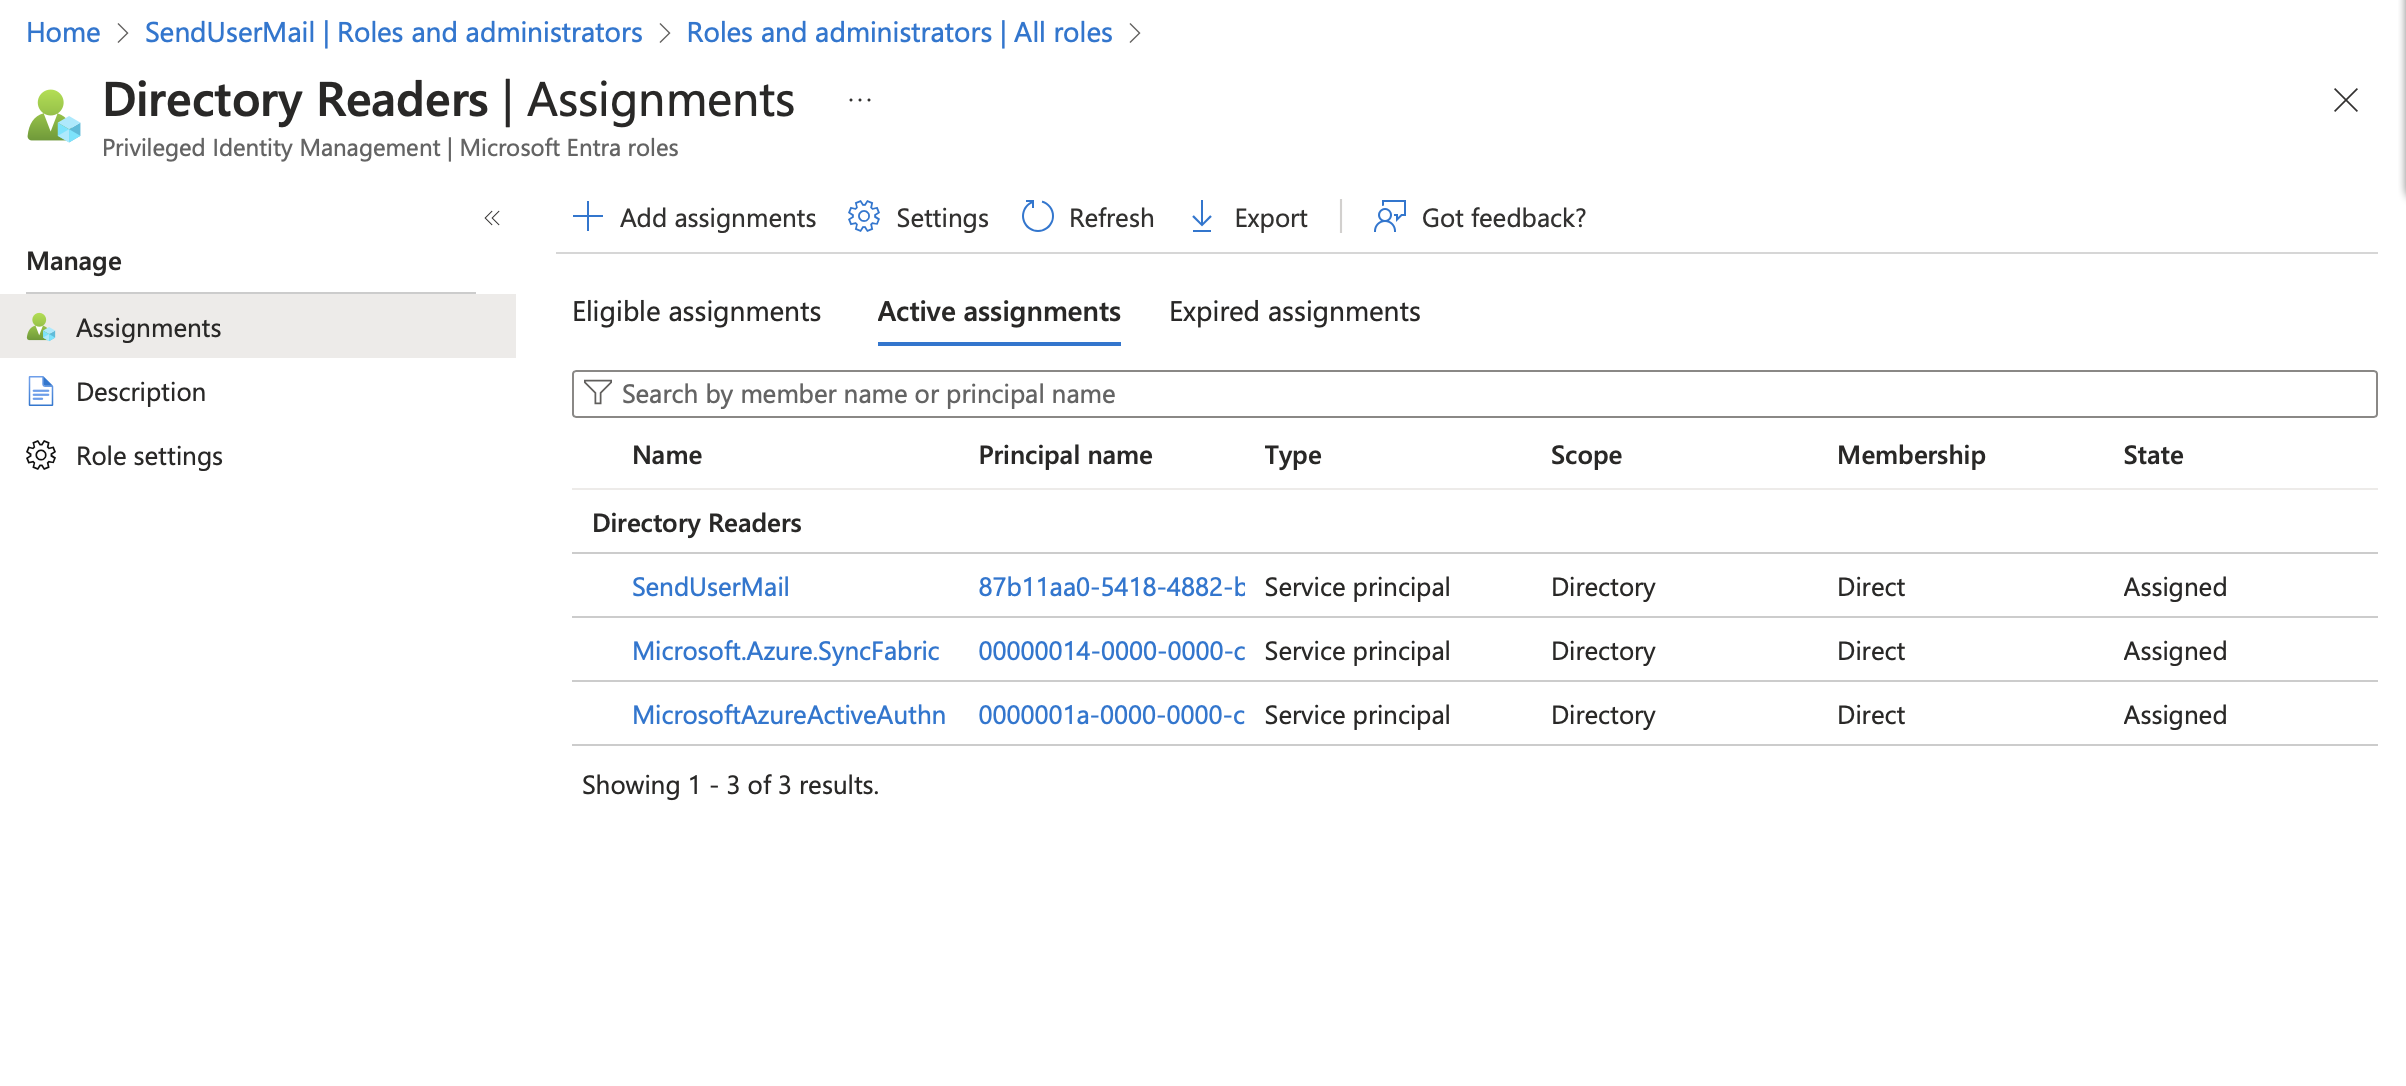 Home > SendUserMail | Roles and administrators > Roles and administrators | All roles >
Directory Readers | Assignments ...
Privileged Identity Management | Microsoft Entra roles
«
Manage
Assignments
Description
Role settings
Add assignments Settings Refresh Export | Got feedback?
Eligible assignments Active assignments Expired assignments
Search by member name or principal name
Name Principal name Type Scope Membership State
Directory Readers
SendUserMail 87b11aa0-5418-4882-b Service principal Directory Direct Assigned
Microsoft.Azure.SyncFabric 00000014-0000-0000-c Service principal Directory Direct Assigned
MicrosoftAzureActiveAuthn 0000001a-0000-0000-c Service principal Directory Direct Assigned
Showing 1 - 3 of 3 results.